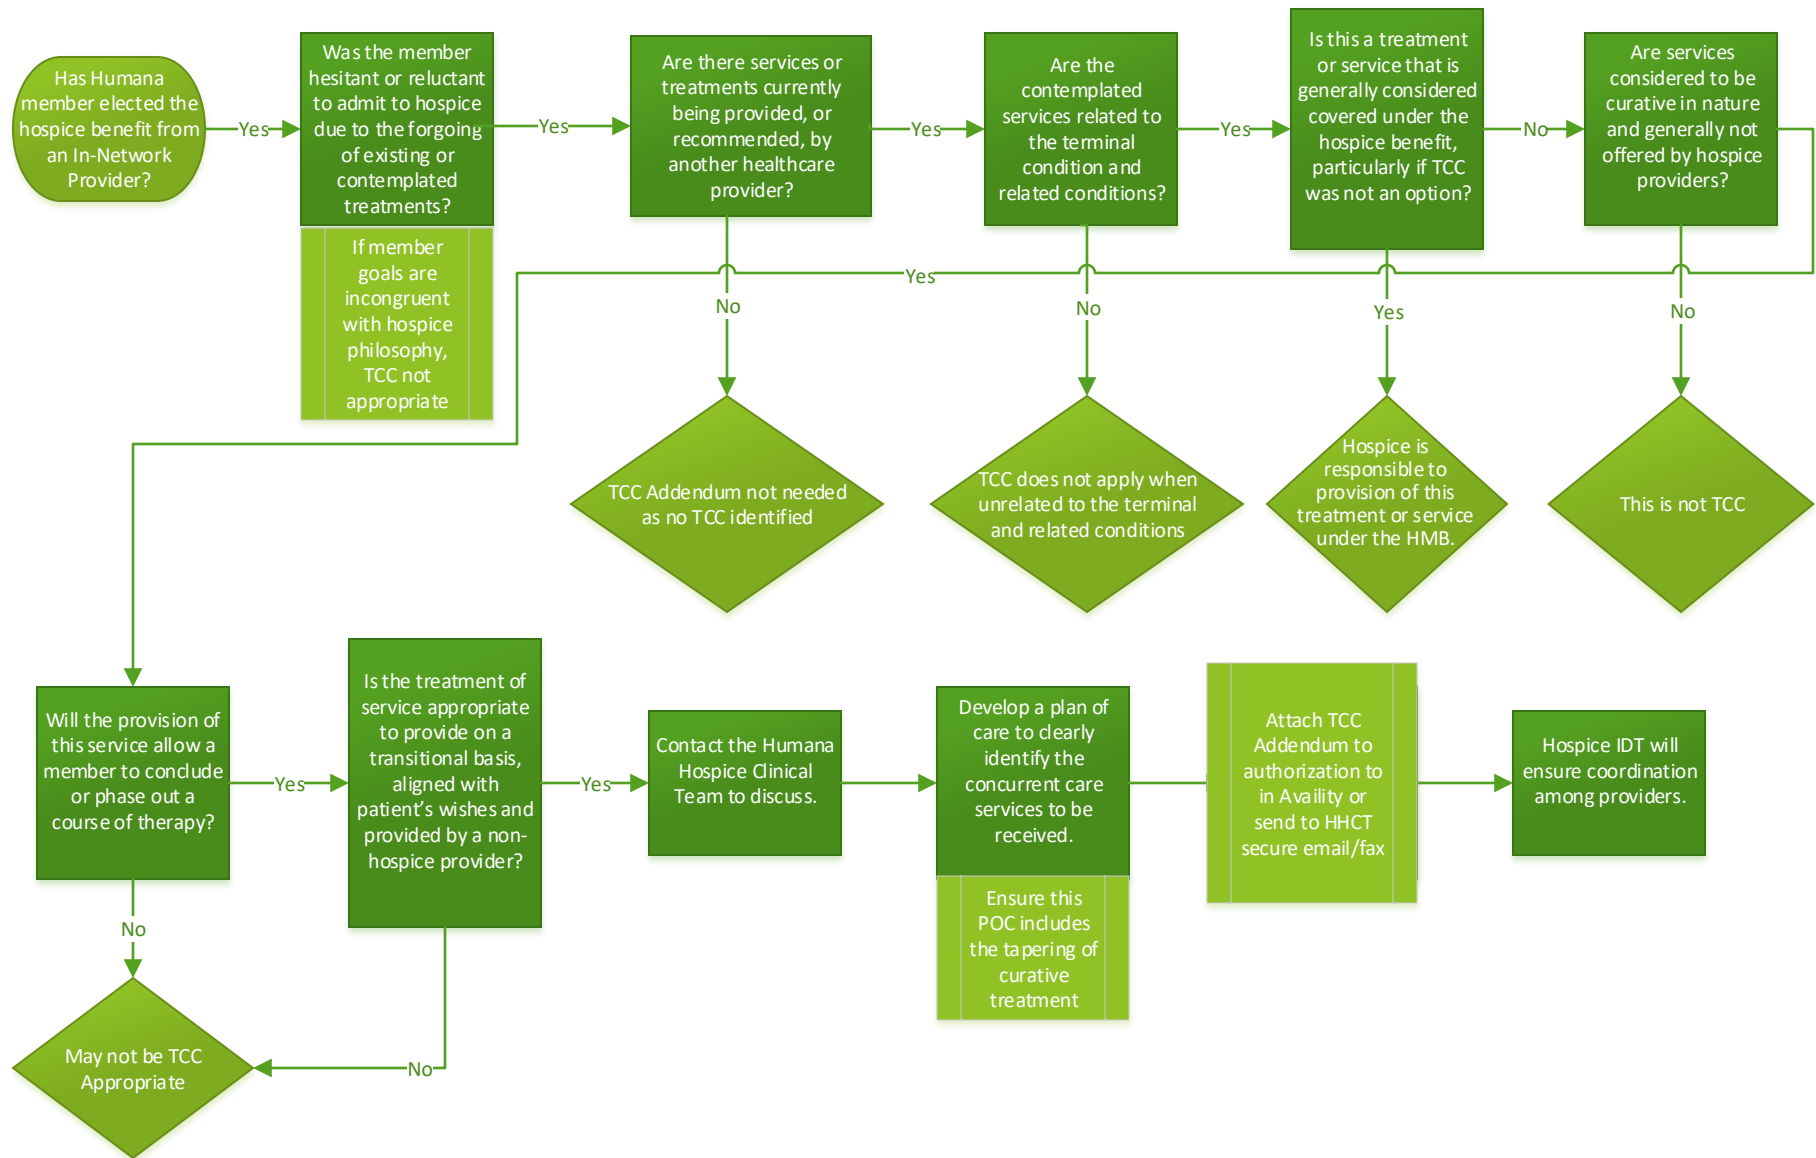 Has Humana
member elected the
hospice benefit from
an In-Network
Provider?
Yes
Was the member
hesitant or reluctant
to admit to hospice
due to the forgoing
of existing or
contemplated
treatments?
If member
goals are
incongruent
with hospice
philosophy,
TCC not
appropriate
Yes
Are there services or
treatments currently
being provided, or
recommended, by
another healthcare
provider?
Yes
No
TCC Addendum not needed
as no TCC identified
Are the
contemplated
services related to
the terminal
condition and
related conditions?
Yes
No
TCC does not apply when
unrelated to the terminal
and related conditions
Is this a treatment
or service that is
generally considered
covered under the
hospice benefit,
particularly if TCC
was not an option?
No
Yes
Hospice is
responsible to
provision of this
treatment or service
under the HMB.
Are services
considered to be
curative in nature
and generally not
offered by hospice
providers?
No
This is not TCC
Yes
Will the provision of
this service allow a
member to conclude
or phase out a
course of therapy?
Yes
No
May not be TCC
Appropriate
Is the treatment of
service appropriate
to provide on a
transitional basis,
aligned with
patient’s wishes and
provided by a non-
hospice provider?
Yes
No
Contact the Humana
Hospice Clinical
Team to discuss.
Develop a plan of
care to clearly
identify the
concurrent care
services to be
received.
Ensure this
POC includes
the tapering of
curative
treatment
Attach TCC
Addendum to
authorization to
in Availity or
send to HHCT
secure email/fax
Hospice IDT will
ensure coordination
among providers.